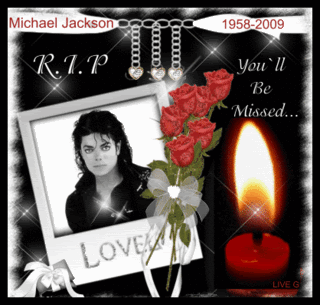 Michael Jackson
1958-2009
R.I.P
You`ll
Be
Missed...
LOVE
LIVE G